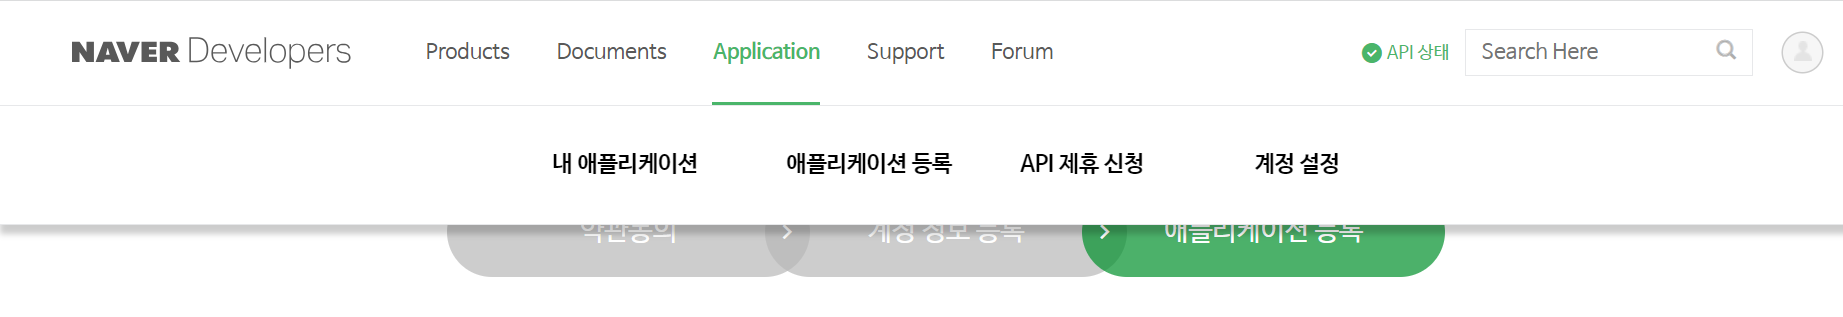 NAVER Developers Products Documents Application Support Forum API 상태 Search Here
내 애플리케이션 애플리케이션 등록 API 제휴 신청 계정 설정
약관동의 계정 정보 등록 애플리케이션 등록